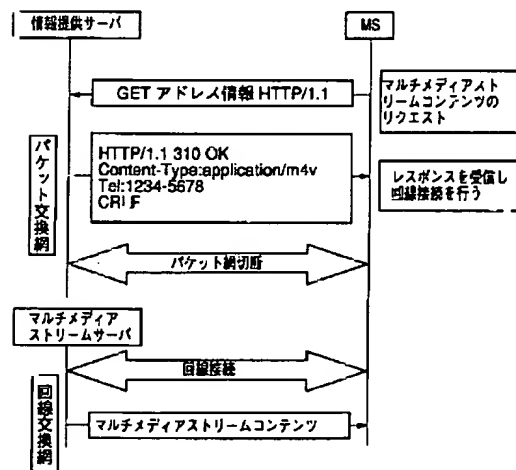 情報提供サーバ
MS
GET アドレス情報 HTTP/1.1
マルチメディアスト
リームコンテンツの
リクエスト
パケット交換網
HTTP/1.1 310 OK
Content-Type:application/m4v
Tel:1234-5678
CRLF
レスポンスを受信し
回線接続を行う
パケット網切断
マルチメディア
ストリームサーバ
回線接続
回線交換網
マルチメディアストリームコンテンツ